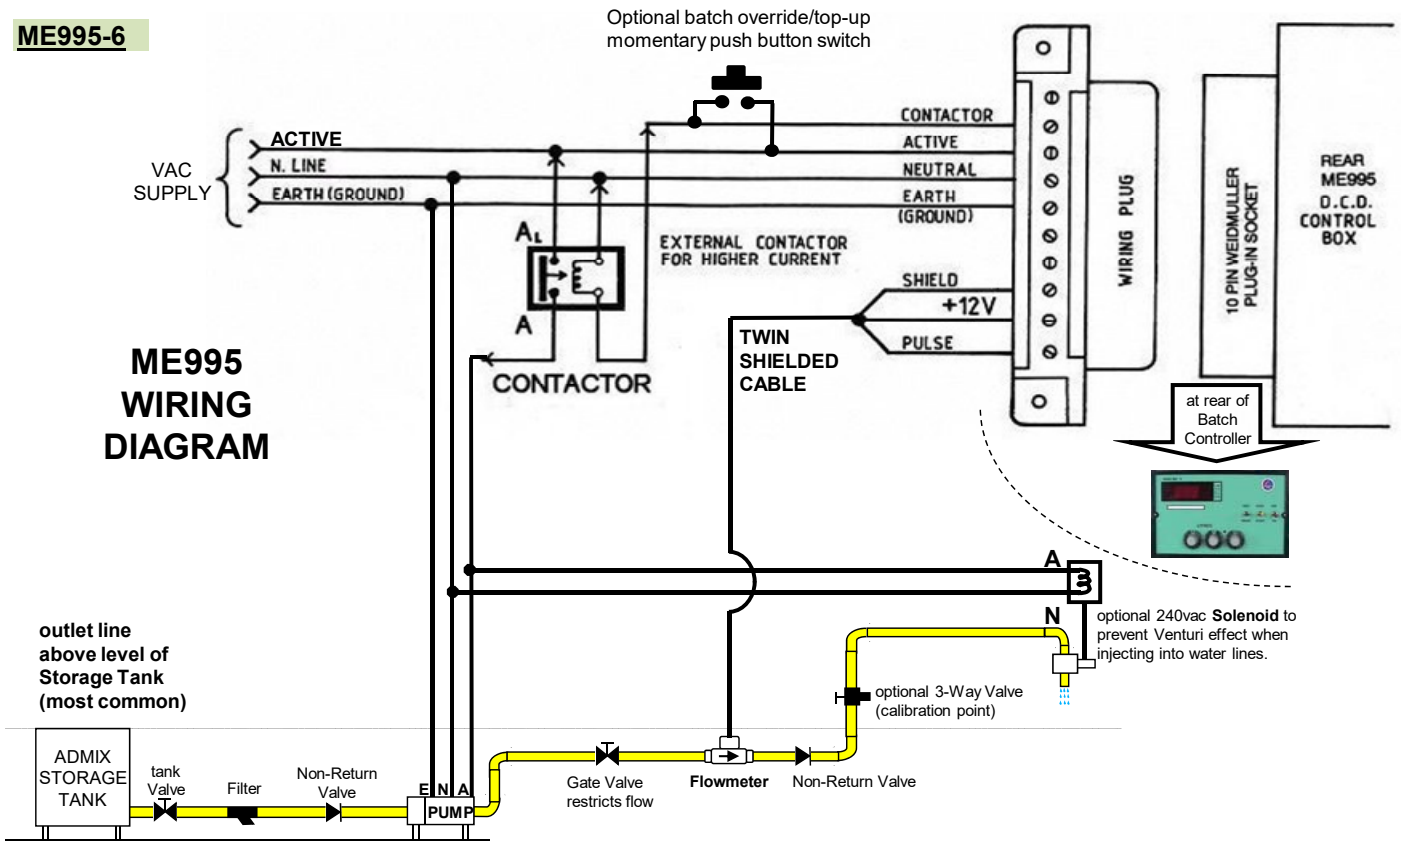 ME995-6
Optional batch override/top-up
momentary push button switch
CONTACTOR
ACTIVE
ACTIVE
N. LINE
NEUTRAL
EARTH (GROUND)
EARTH
(GROUND)
VAC
SUPPLY
AL
A
EXTERNAL CONTACTOR
FOR HIGHER CURRENT
CONTACTOR
SHIELD
+12V
PULSE
TWIN
SHIELDED
CABLE
WIRING PLUG
10 PIN WEIDMULLER
PLUG-IN SOCKET
REAR
ME995
D.C.D.
CONTROL
BOX
ME995
WIRING
DIAGRAM
at rear of
Batch
Controller
A
N
optional 240vac Solenoid to
prevent Venturi effect when
injecting into water lines.
outlet line
above level of
Storage Tank
(most common)
optional 3-Way Valve
(calibration point)
ADMIX
STORAGE
TANK
tank
Valve
Filter
Non-Return
Valve
E N A
PUMP
Gate Valve
restricts flow
Flowmeter
Non-Return Valve